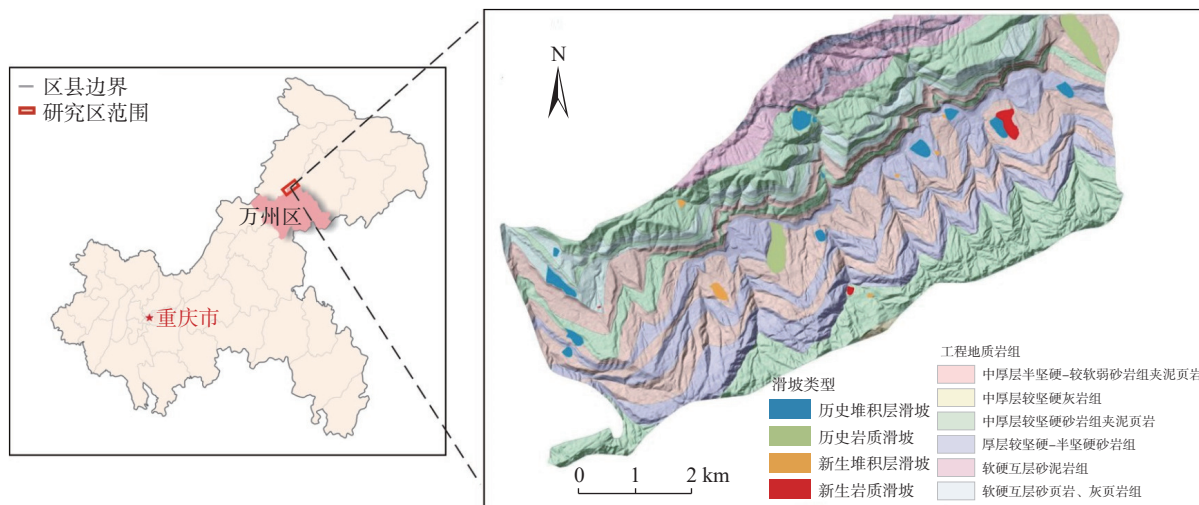 区县边界
研究区范围
万州区
重庆市
N
滑坡类型
历史堆积层滑坡
历史岩质滑坡
新生堆积层滑坡
新生岩质滑坡
0 1 2 km
工程地质岩组
中厚层半坚硬-较软弱砂岩组夹泥页岩
中厚层较坚硬灰岩组
中厚层较坚硬砂岩组夹泥页岩
厚层较坚硬-半坚硬砂岩组
软硬互层砂泥岩组
软硬互层砂页岩、灰页岩组